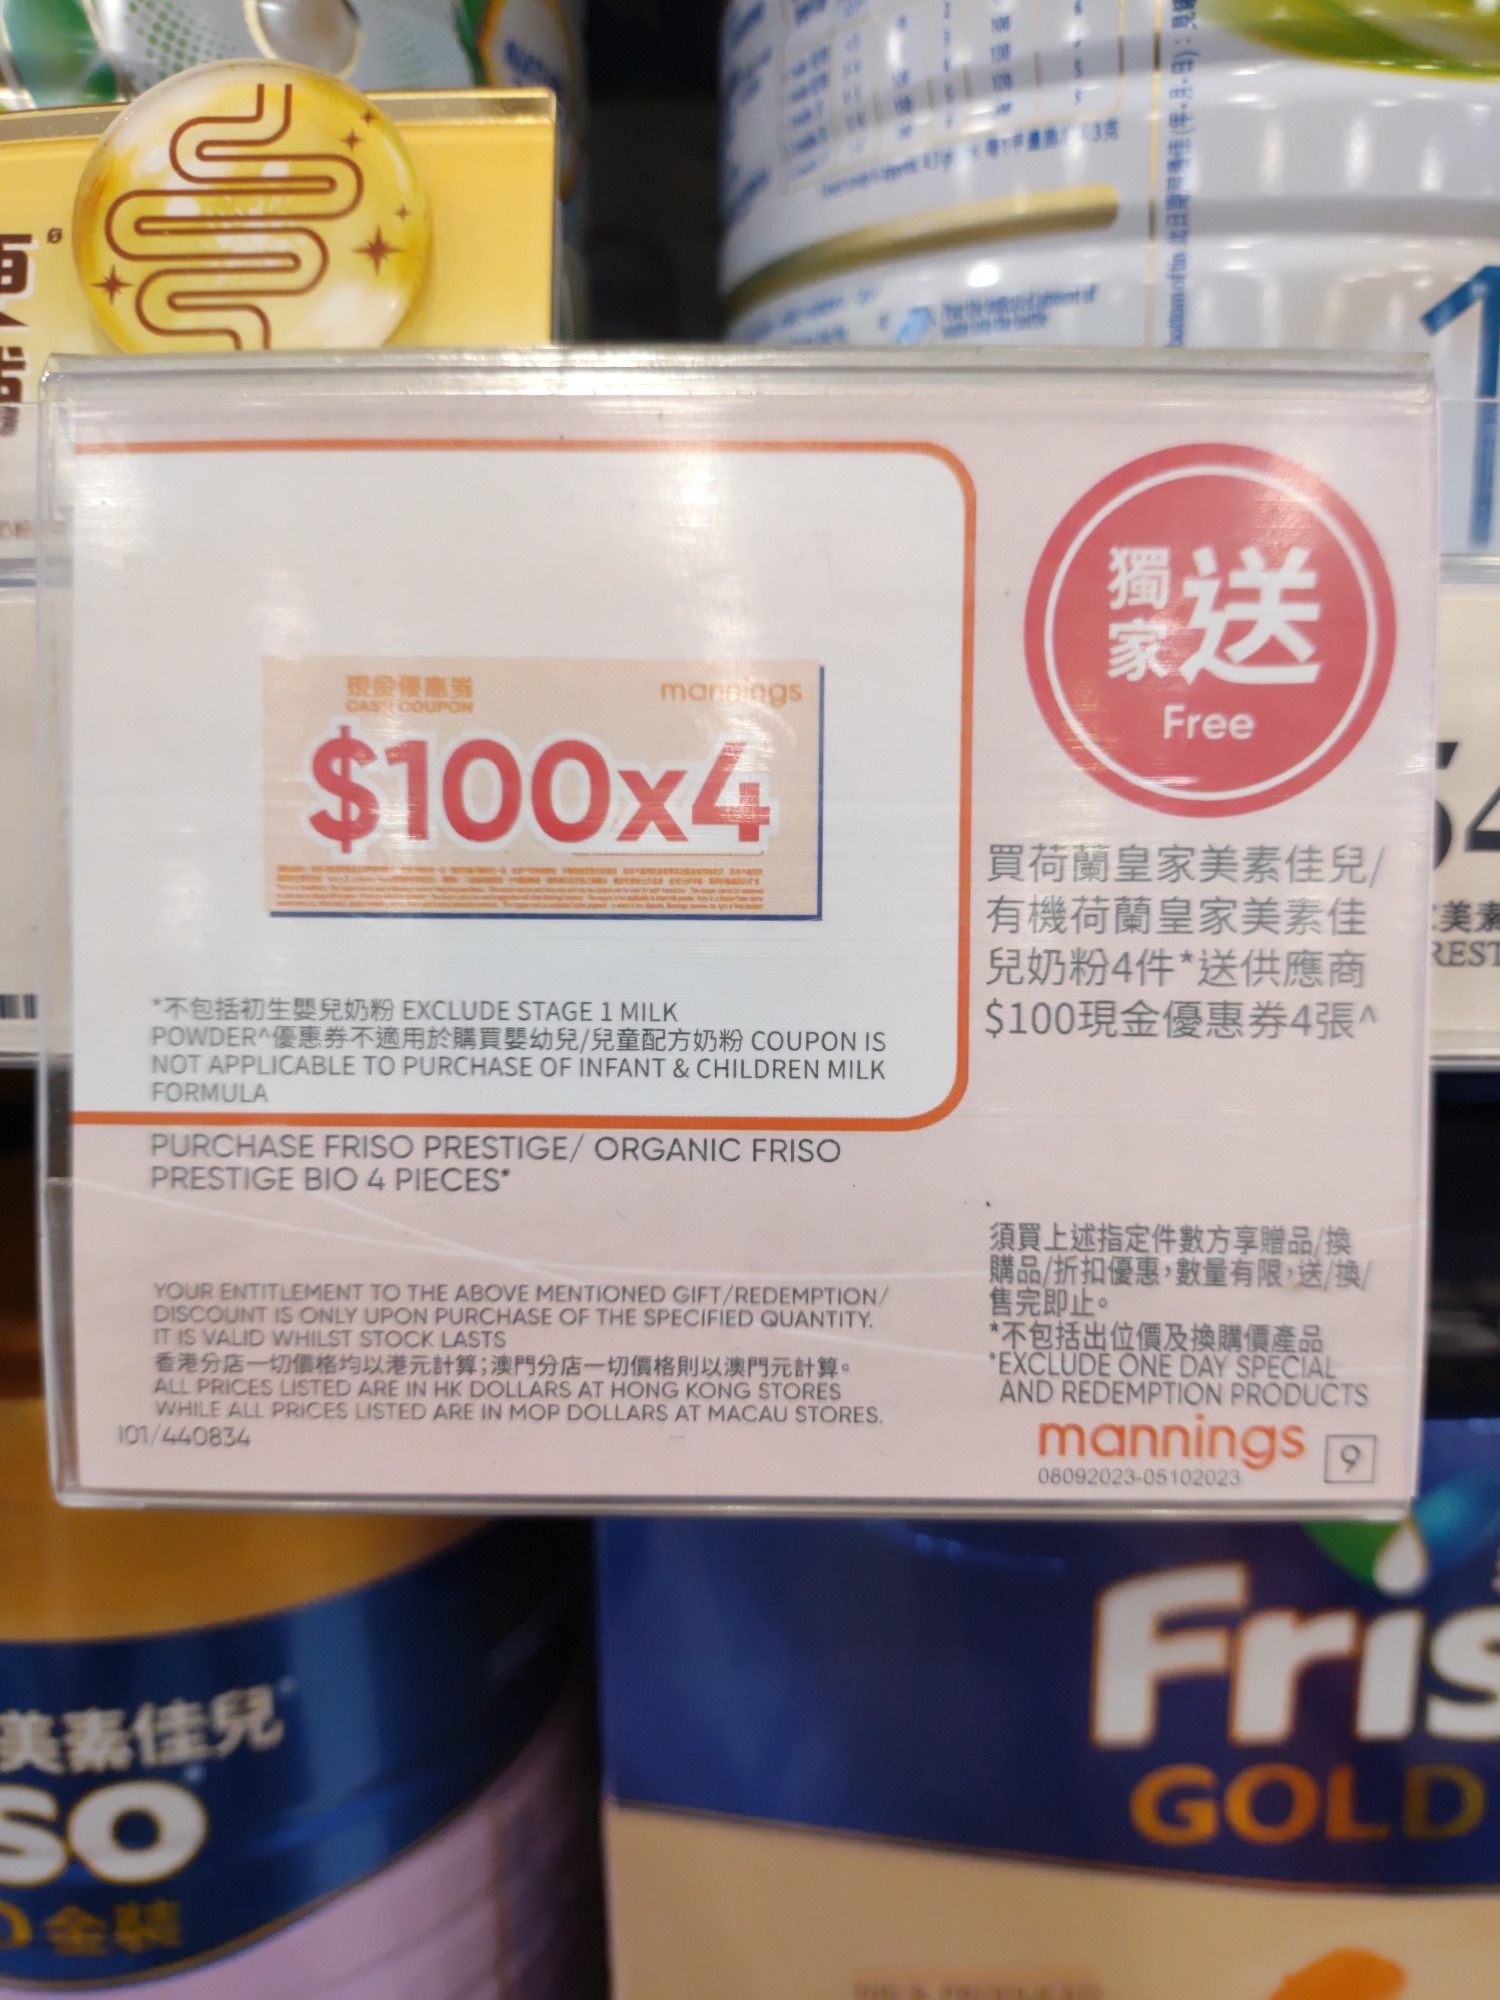 獨家送
Free
現金優惠券
CASH COUPON
mannings
$100x4
買荷蘭皇家美素佳兒/
有機荷蘭皇家美素佳
兒奶粉4件*送供應商
$100現金優惠券4張^
*不包括初生嬰兒奶粉 EXCLUDE STAGE 1 MILK
POWDER^優惠券不適用於購買嬰幼兒/兒童配方奶粉 COUPON IS
NOT APPLICABLE TO PURCHASE OF INFANT & CHILDREN MILK
FORMULA
PURCHASE FRISO PRESTIGE/ ORGANIC FRISO
PRESTIGE BIO 4 PIECES*
YOUR ENTITLEMENT TO THE ABOVE MENTIONED GIFT/REDEMPTION/
DISCOUNT IS ONLY UPON PURCHASE OF THE SPECIFIED QUANTITY.
IT IS VALID WHILST STOCK LASTS
香港分店一切價格均以港元計算;澳門分店一切價格則以澳門元計算。
ALL PRICES LISTED ARE IN HK DOLLARS AT HONG KONG STORES
WHILE ALL PRICES LISTED ARE IN MOP DOLLARS AT MACAU STORES.
I01/440834
須買上述指定件數方享贈品/換
購品/折扣優惠,數量有限,送/換/
售完即止。
*不包括出位價及換購價產品
*EXCLUDE ONE DAY SPECIAL
AND REDEMPTION PRODUCTS
mannings 9
08092023-05102023
美素佳兒
SO
金裝
Fris
GOLD